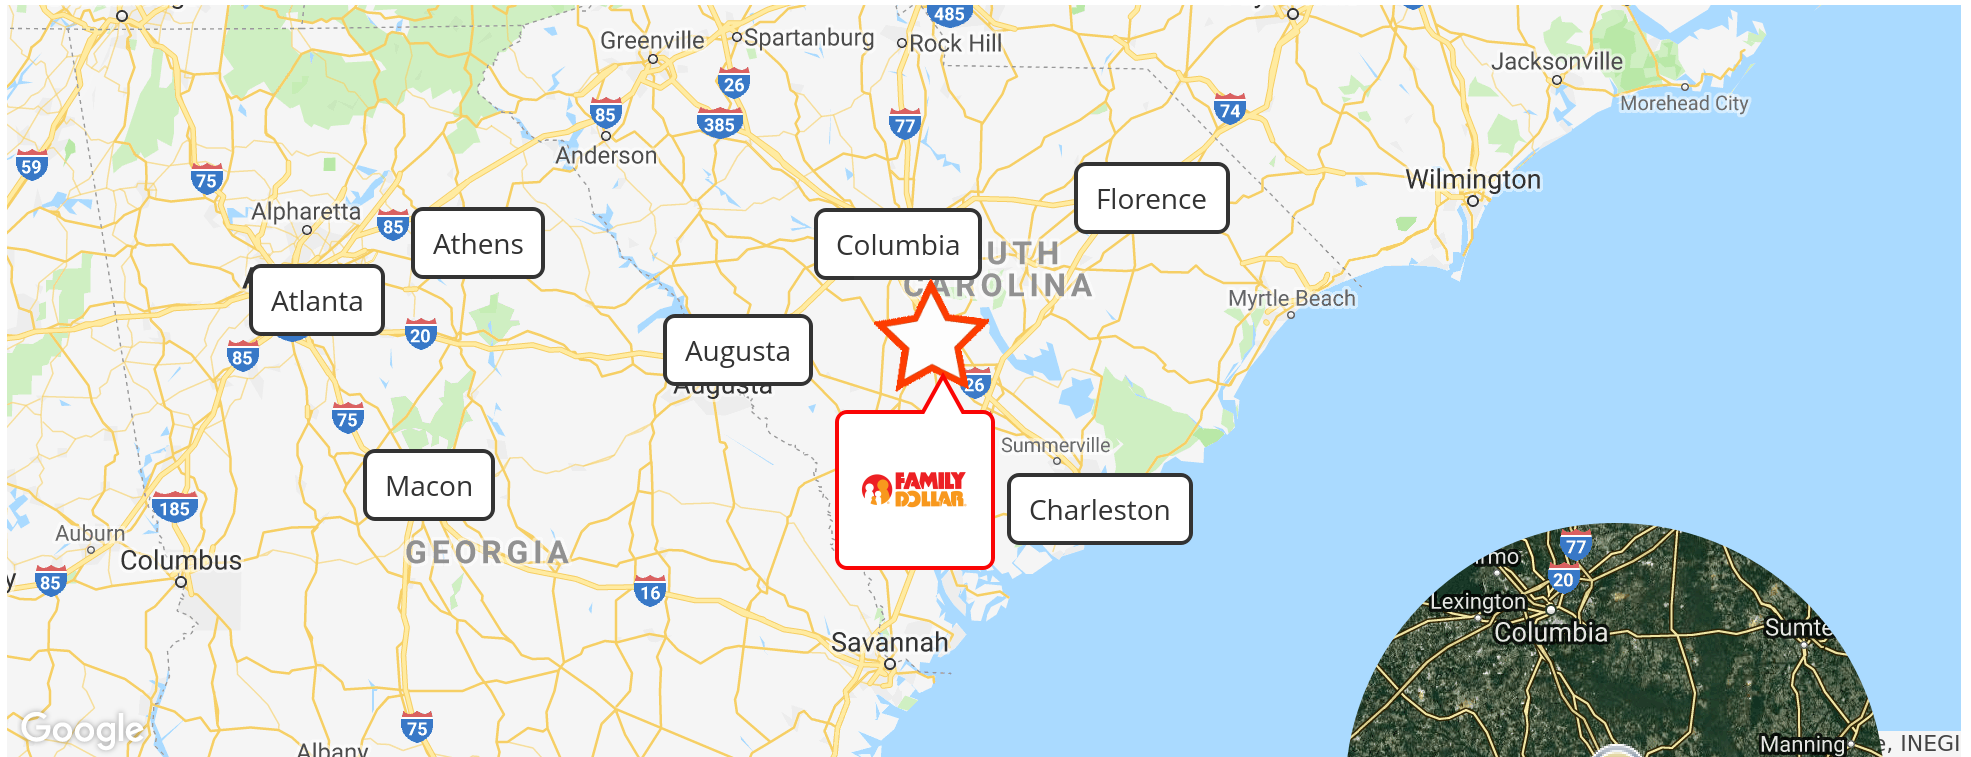 485
Greenville
Spartanburg
Rock Hill
Jacksonville
26
Morehead City
85
385
77
74
Anderson
59
75
Wilmington
Florence
Alpharetta
85
Athens
Columbia
UTH
CAROLINA
Atlanta
Myrtle Beach
20
85
Augusta
Augusta
26
75
Summerville
Macon
FAMILY
DOLLAR
Charleston
185
Auburn
Columbus
GEORGIA
77
85
16
20
Lexington
Columbia
Sumte
Savannah
75
Google
Albany
Manning
, INEGI